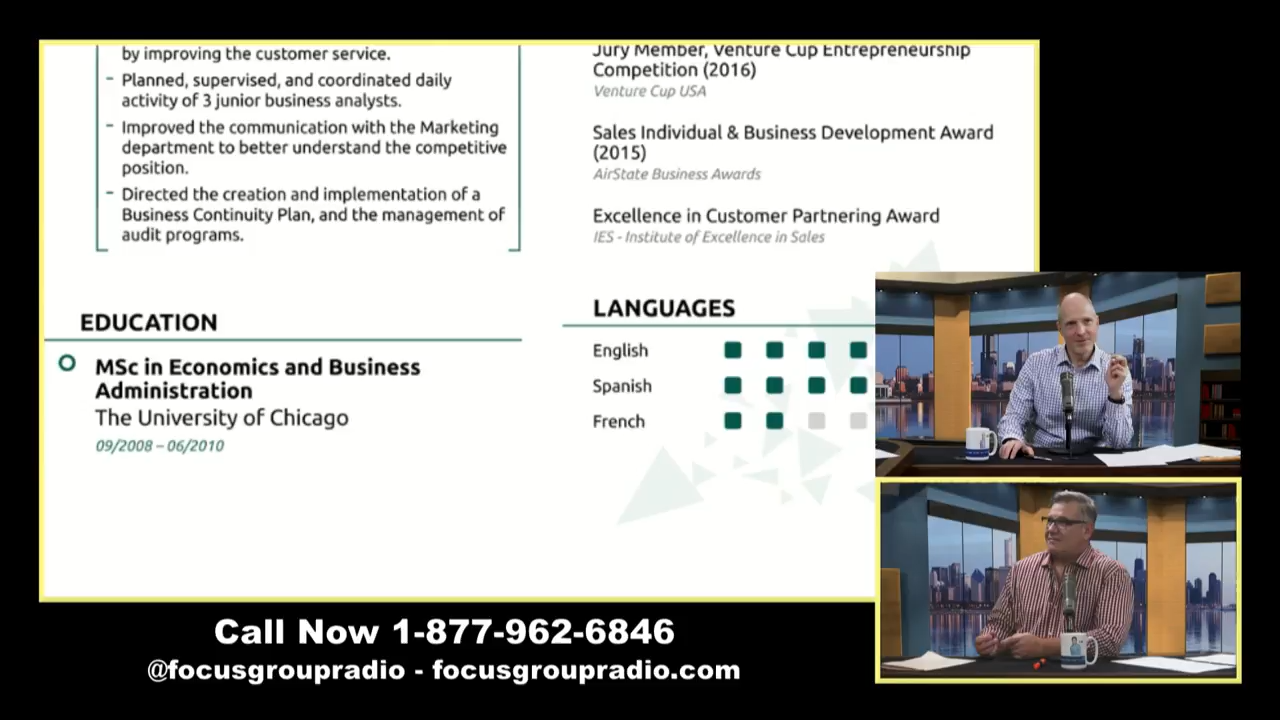 by improving the customer service.
- Planned, supervised, and coordinated daily
activity of 3 junior business analysts.
- Improved the communication with the Marketing
department to better understand the competitive
position.
- Directed the creation and implementation of a
Business Continuity Plan, and the management of
audit programs.
EDUCATION
MSc in Economics and Business
Administration
The University of Chicago
09/2008 – 06/2010
Jury Member, Venture Cup Entrepreneurship
Competition (2016)
Venture Cup USA
Sales Individual & Business Development Award
(2015)
AirState Business Awards
Excellence in Customer Partnering Award
IES - Institute of Excellence in Sales
LANGUAGES
English
Spanish
French
Call Now 1-877-962-6846
@focusgroupradio - focusgroupradio.com